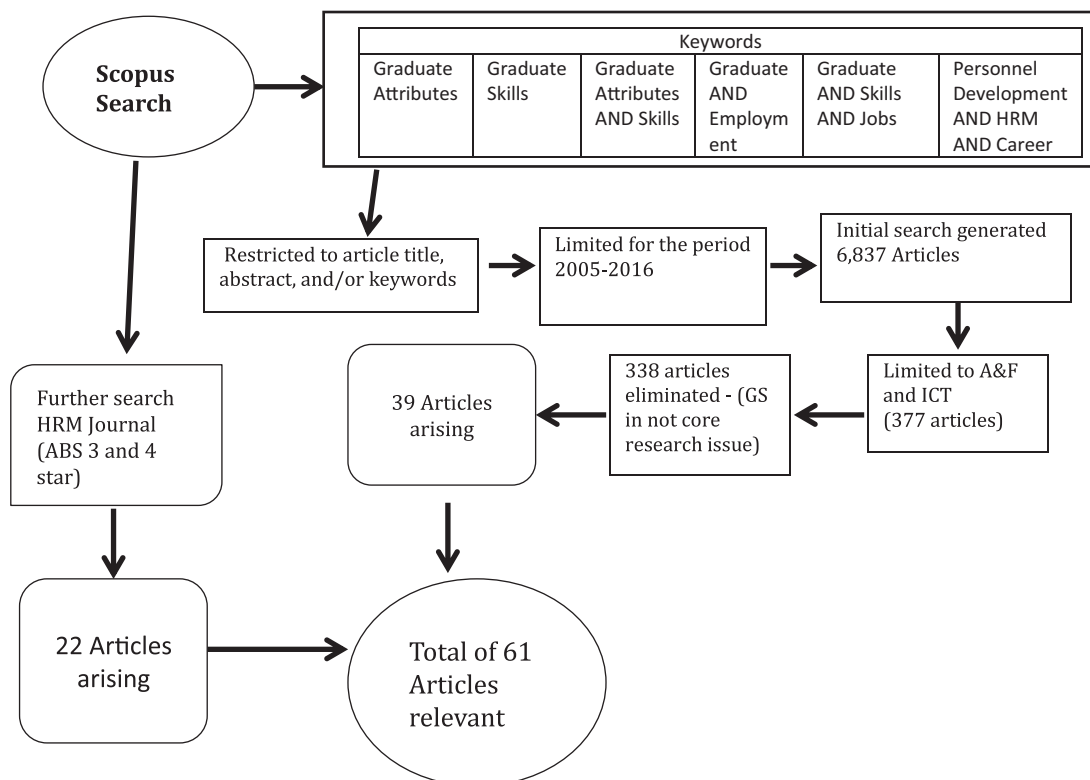 Scopus
Search
Keywords
Graduate
Attributes
Graduate
Skills
Graduate
Attributes
AND Skills
Graduate
AND
Employm
ent
Graduate
AND Skills
AND Jobs
Personnel
Development
AND HRM
AND Career
Restricted to article title,
abstract, and/or keywords
Limited for the period
2005-2016
Initial search generated
6,837 Articles
Limited to A&F
and ICT
(377 articles)
338 articles
eliminated - (GS
in not core
research issue)
39 Articles
arising
Further search
HRM Journal
(ABS 3 and 4
star)
22 Articles
arising
Total of 61
Articles
relevant